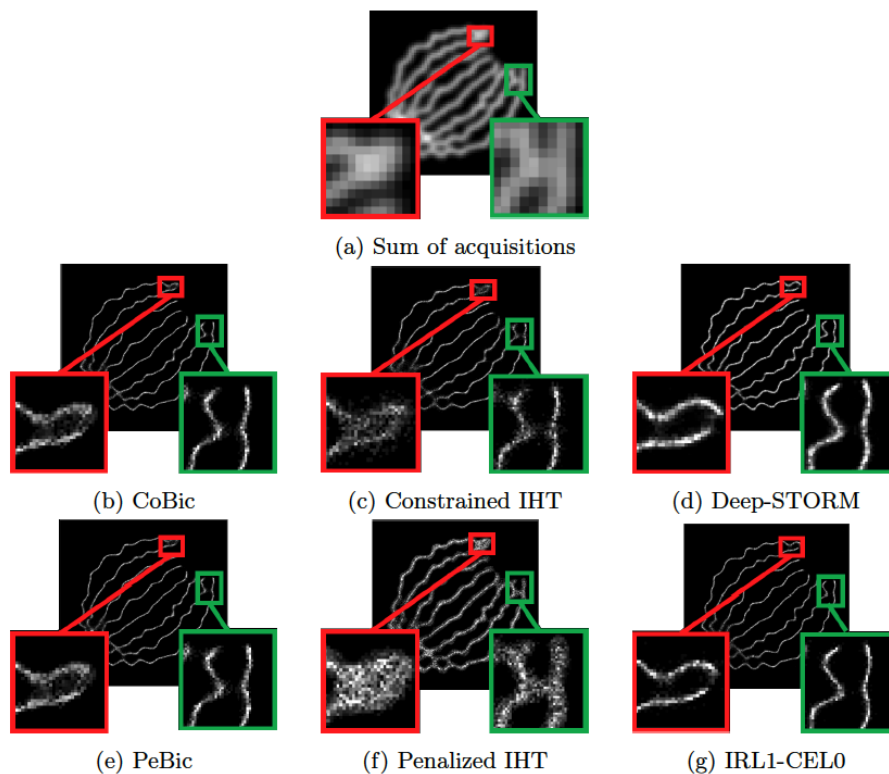 (a) Sum of acquisitions
(b) CoBic
(c) Constrained IHT
(d) Deep-STORM
(e) PeBic
(f) Penalized IHT
(g) IRL1-CEL0